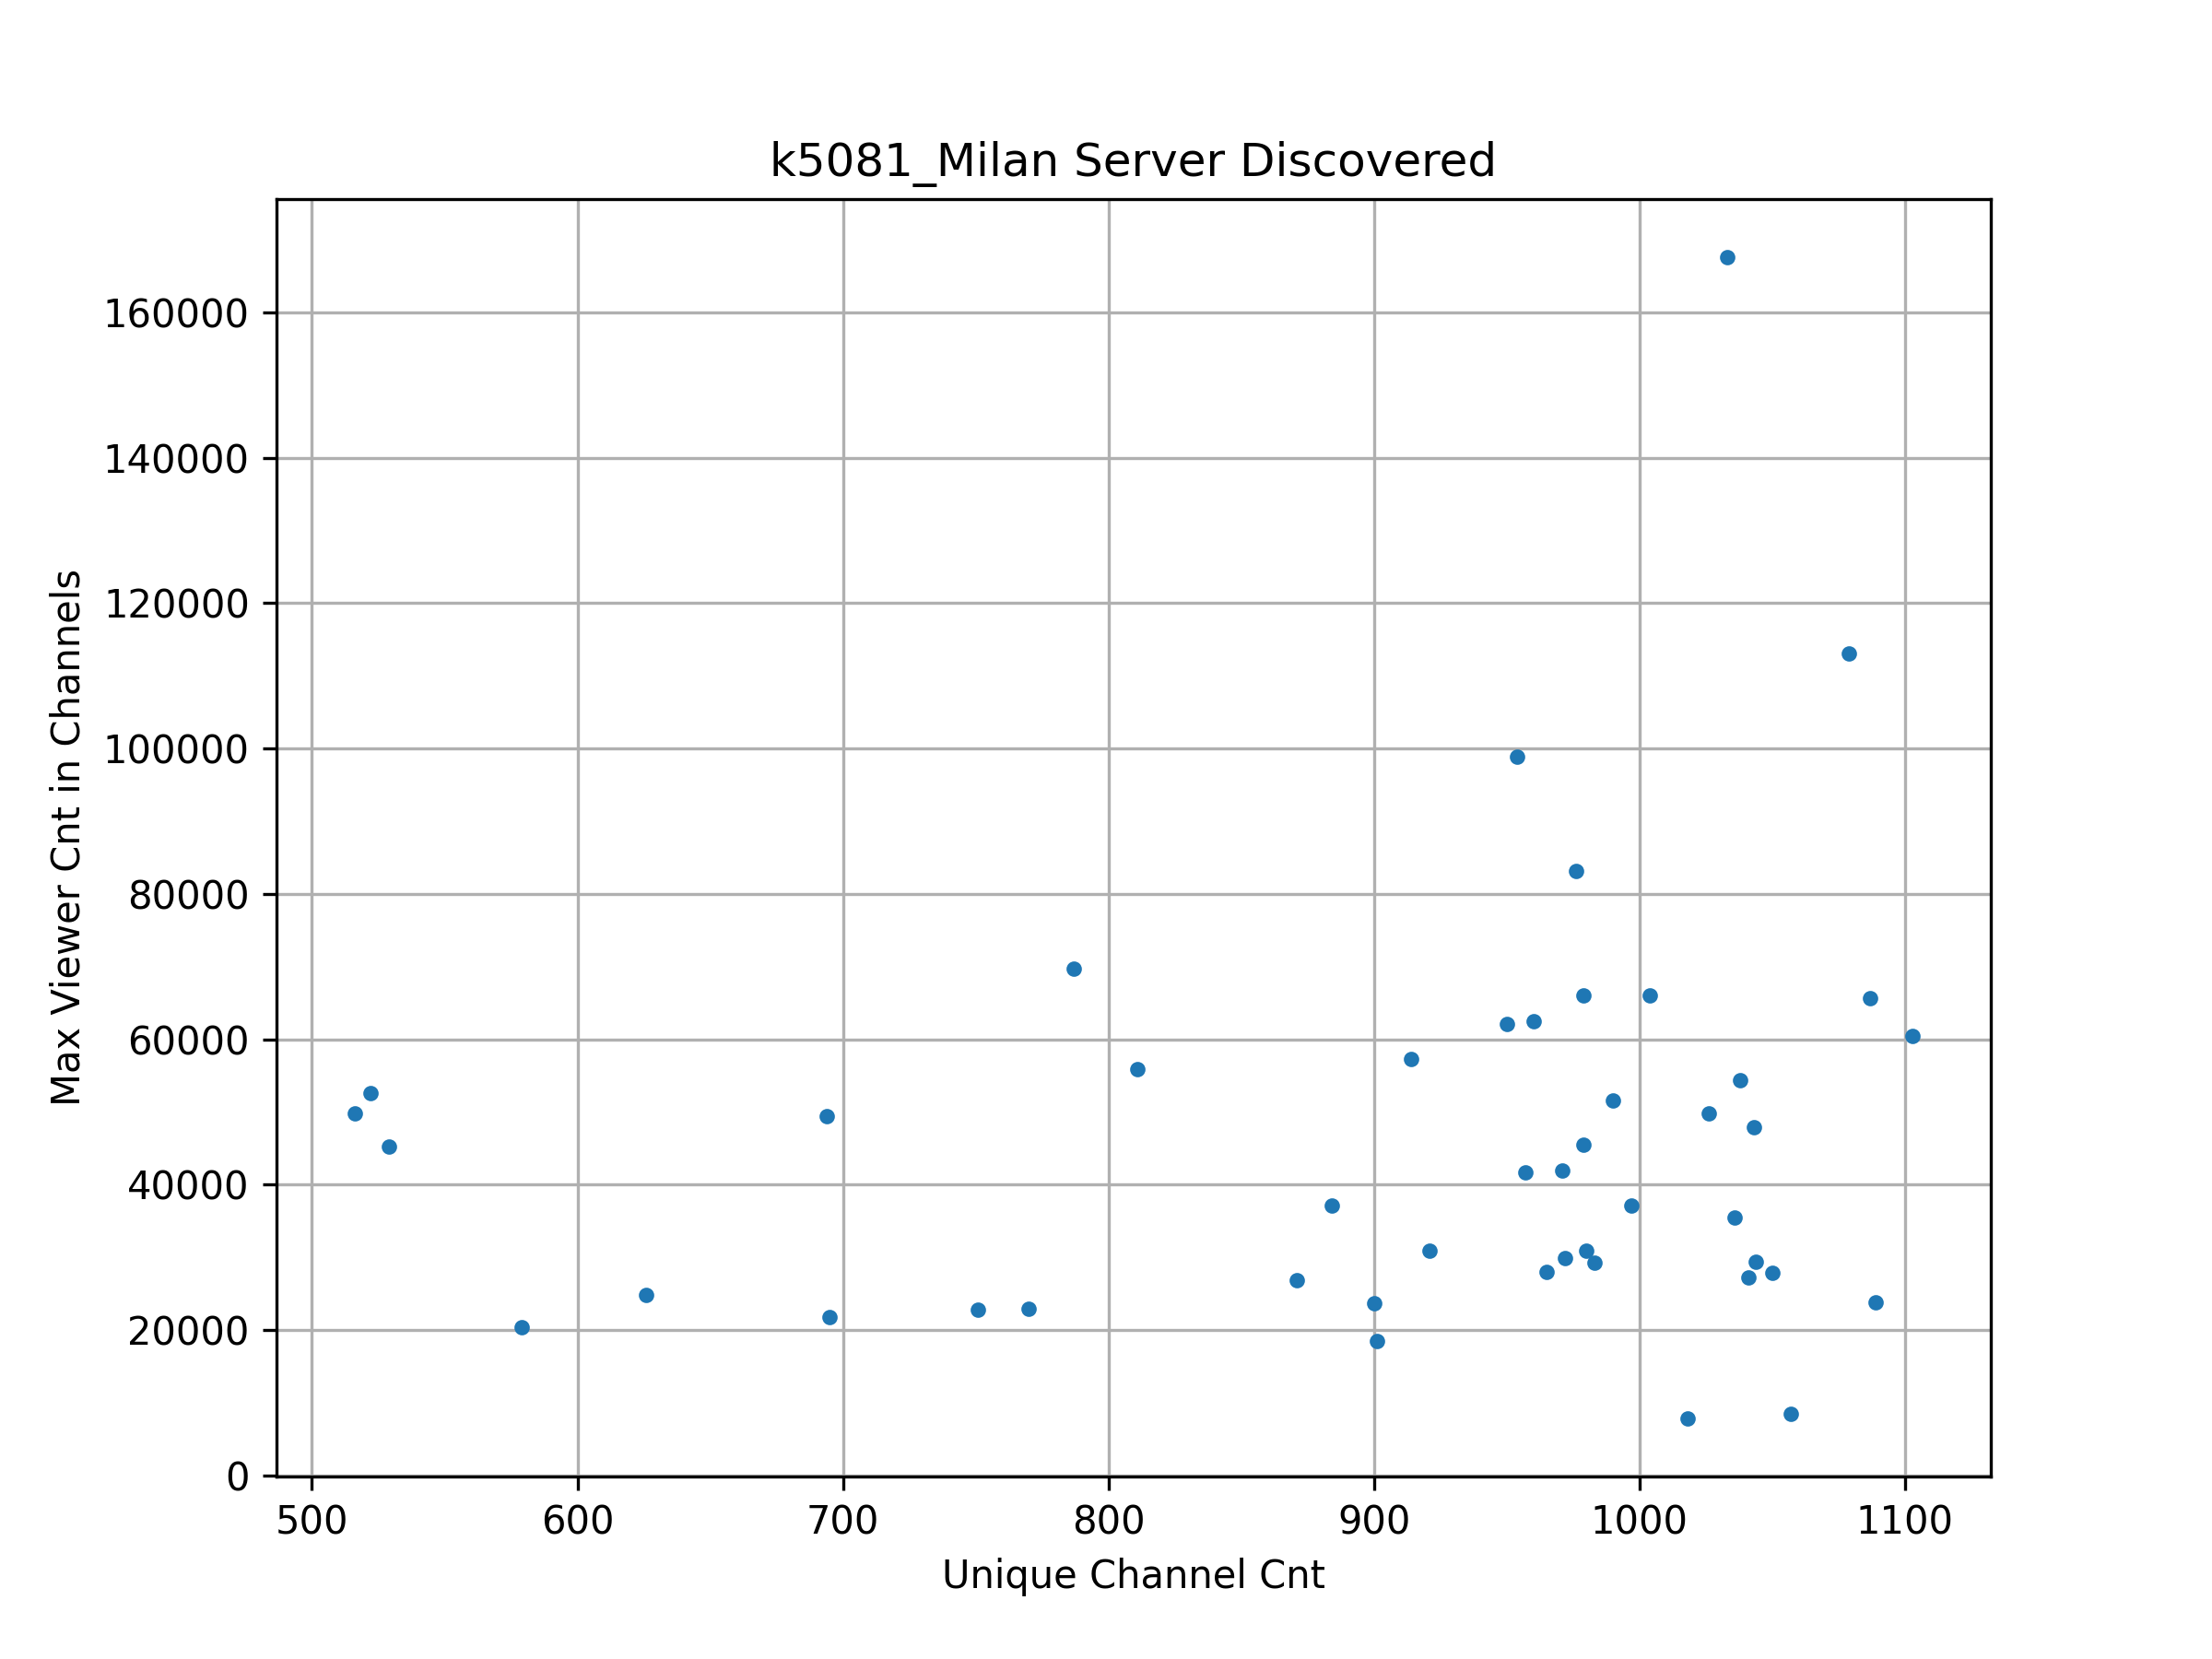 k5081_Milan Server Discovered
Max Viewer Cnt in Channels
160000
140000
120000
100000
80000
60000
40000
20000
0
500 600 700 800 900 1000 1100
Unique Channel Cnt